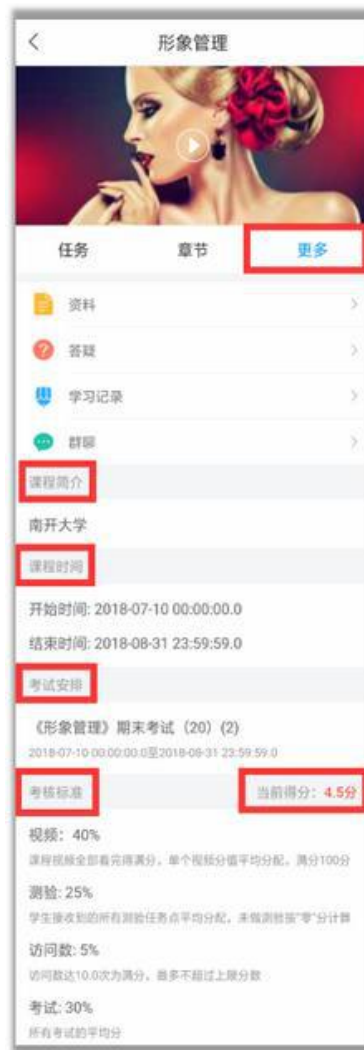 形象管理
任务 章节 更多
资料
答疑
学习记录
群聊
课程简介
南开大学
课程时间
开始时间: 2018-07-10 00:00:00.0
结束时间: 2018-08-31 23:59:59.0
考试安排
《形象管理》期末考试（20）(2)
2018-07-10 00:00:00.0至2018-08-31 23:59:59.0
考核标准 当前得分：4.5分
视频：40%
课程视频全部看完得满分，单个视频分值平均分配，满分100分
测验: 25%
学生接收到的所有测验任务点平均分配，未做测验按"零"分计算
访问数: 5%
访问数达10.0次为满分，最多不超过上限分数
考试: 30%
所有考试的平均分